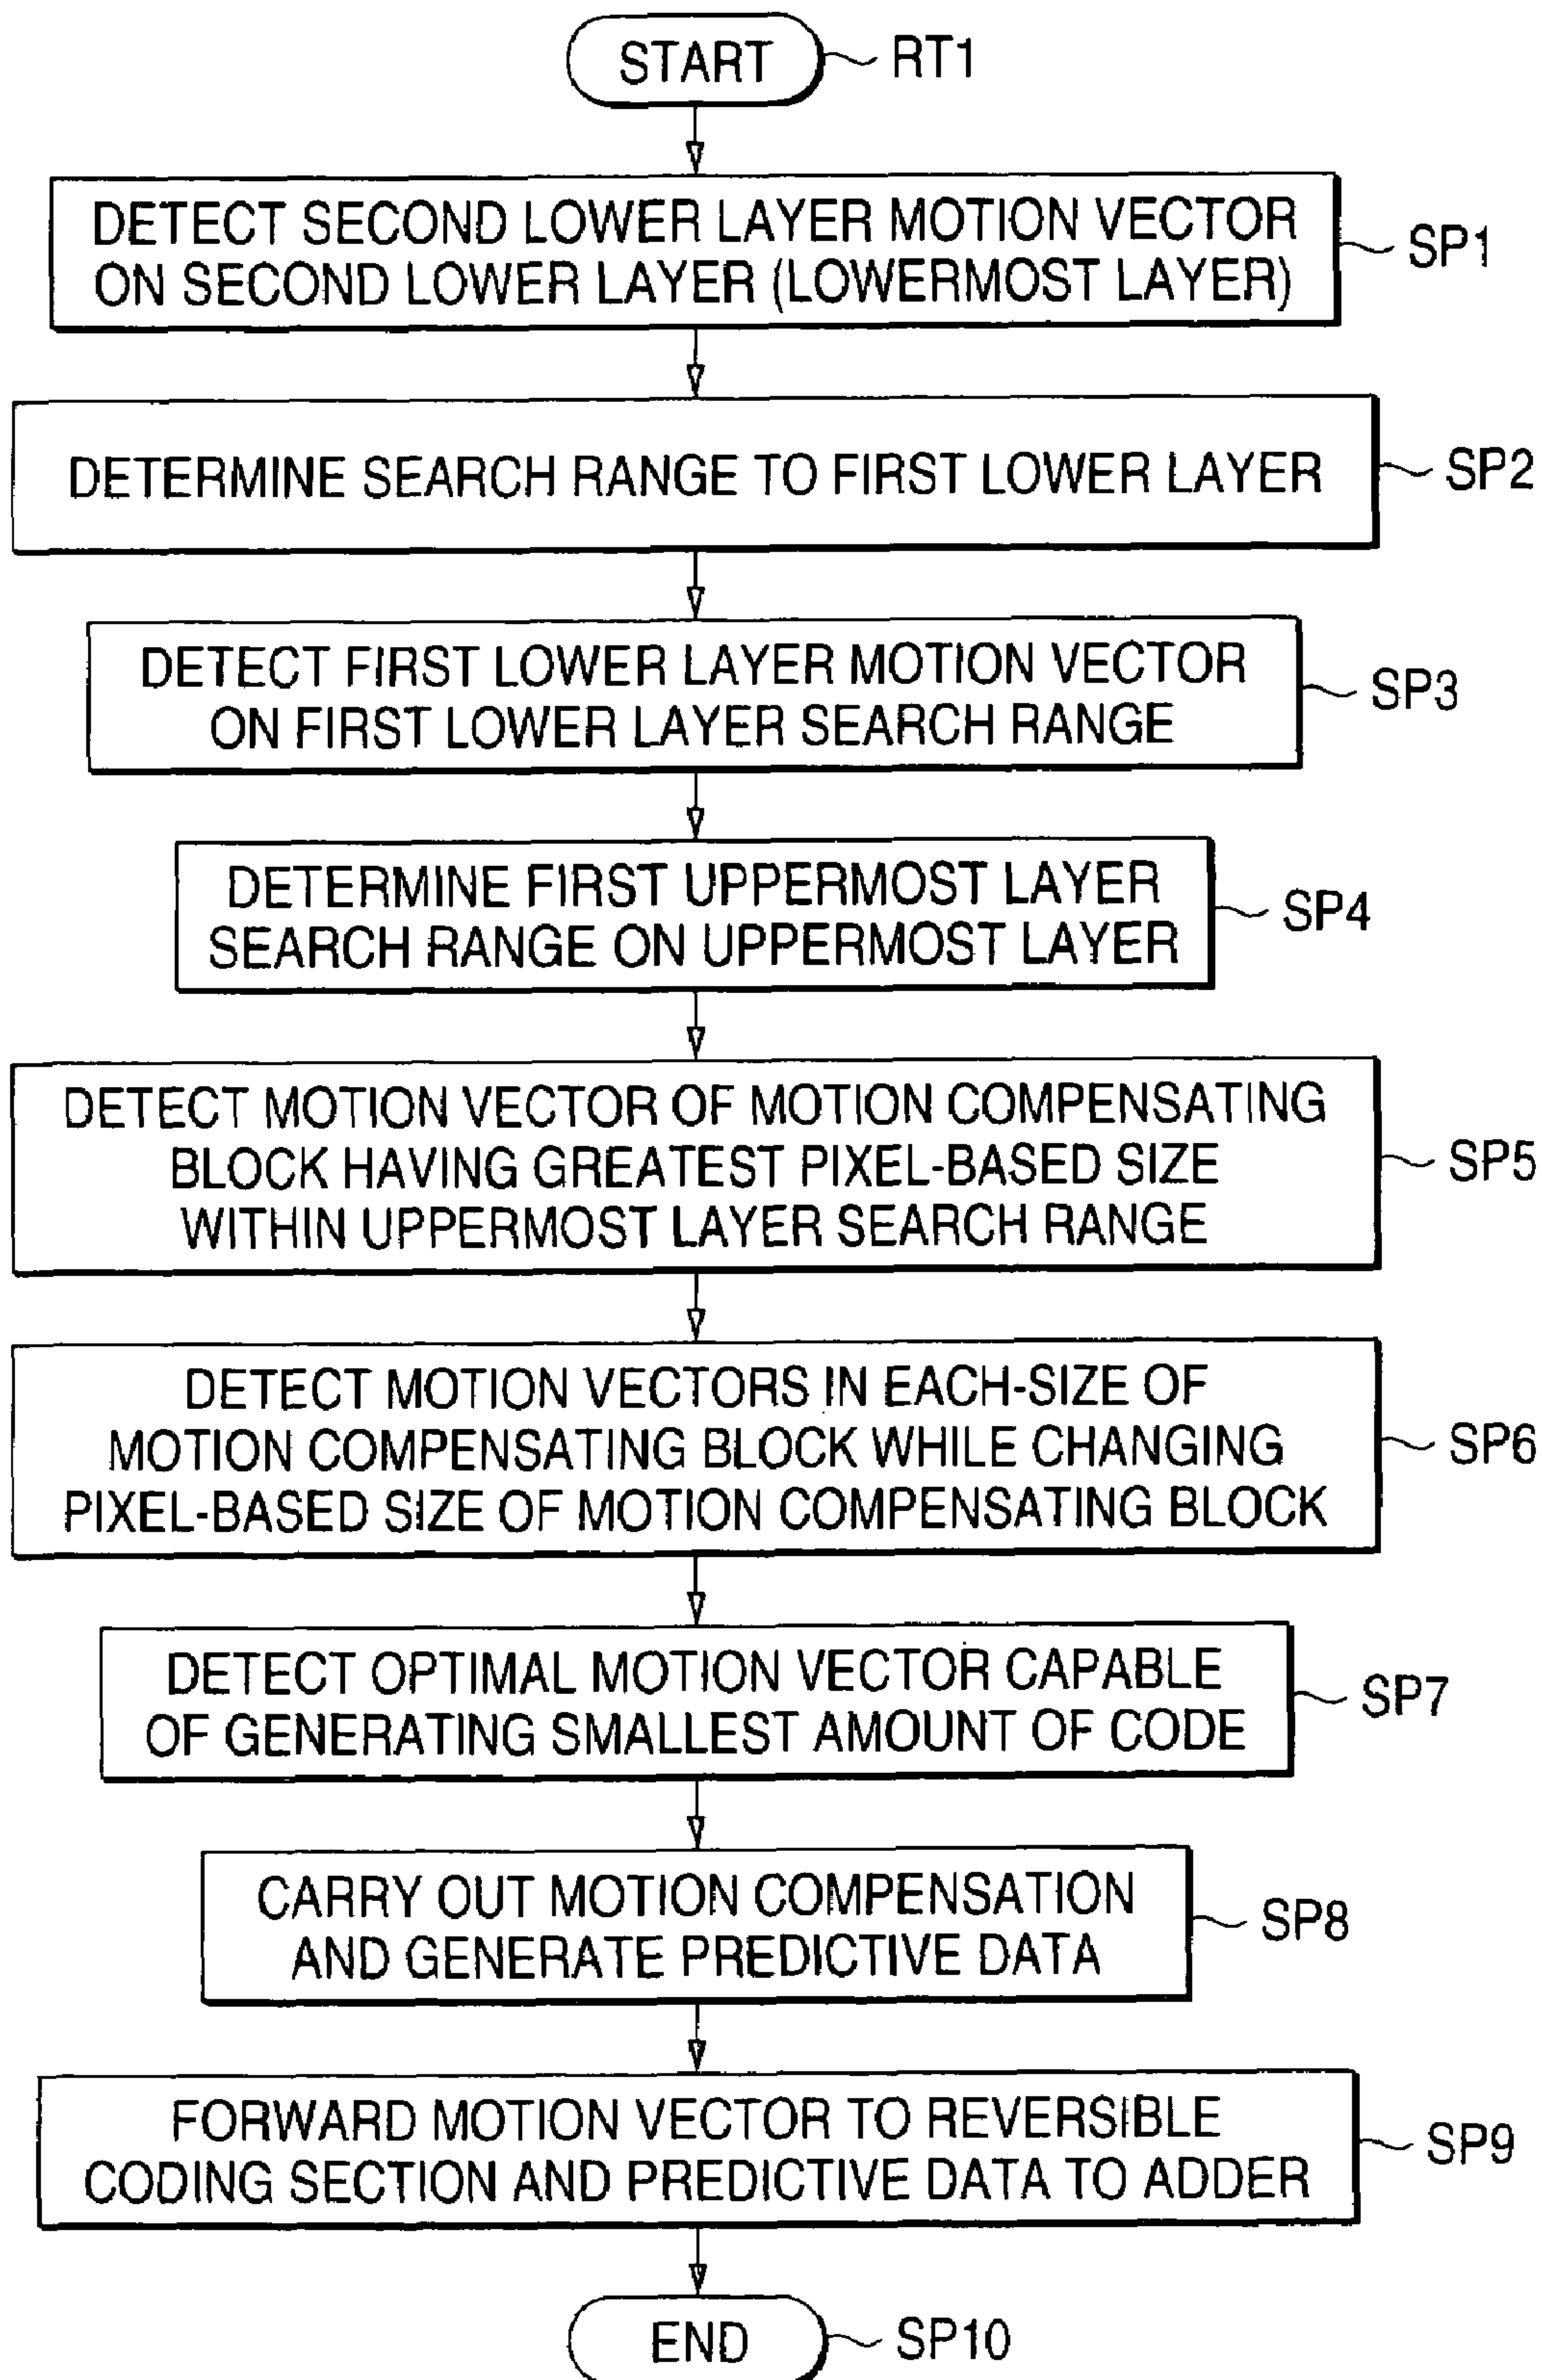 START RT1
DETECT SECOND LOWER LAYER MOTION VECTOR
ON SECOND LOWER LAYER (LOWERMOST LAYER)
SP1
DETERMINE SEARCH RANGE TO FIRST LOWER LAYER SP2
DETECT FIRST LOWER LAYER MOTION VECTOR
ON FIRST LOWER LAYER SEARCH RANGE
SP3
DETERMINE FIRST UPPERMOST LAYER
SEARCH RANGE ON UPPERMOST LAYER
SP4
DETECT MOTION VECTOR OF MOTION COMPENSATING
BLOCK HAVING GREATEST PIXEL-BASED SIZE
WITHIN UPPERMOST LAYER SEARCH RANGE
SP5
DETECT MOTION VECTORS IN EACH-SIZE OF
MOTION COMPENSATING BLOCK WHILE CHANGING
PIXEL-BASED SIZE OF MOTION COMPENSATING BLOCK
SP6
DETECT OPTIMAL MOTION VECTOR CAPABLE
OF GENERATING SMALLEST AMOUNT OF CODE
SP7
CARRY OUT MOTION COMPENSATION
AND GENERATE PREDICTIVE DATA
SP8
FORWARD MOTION VECTOR TO REVERSIBLE
CODING SECTION AND PREDICTIVE DATA TO ADDER
SP9
END SP10